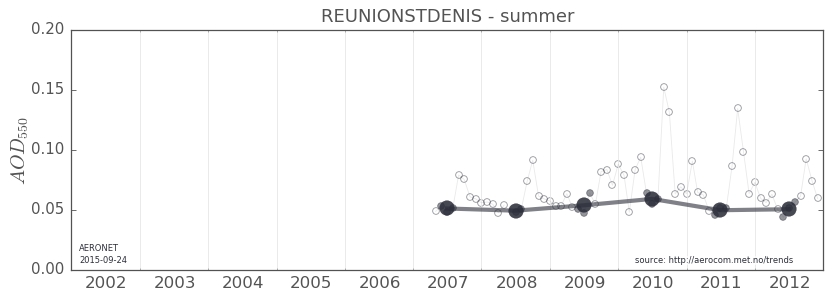 REUNIONSTDENIS - summer
0.20
0.15
0.10
0.05
0.00
AOD550
AERONET
2015-09-24
source: http://aerocom.met.no/trends
2002 2003 2004 2005 2006 2007 2008 2009 2010 2011 2012